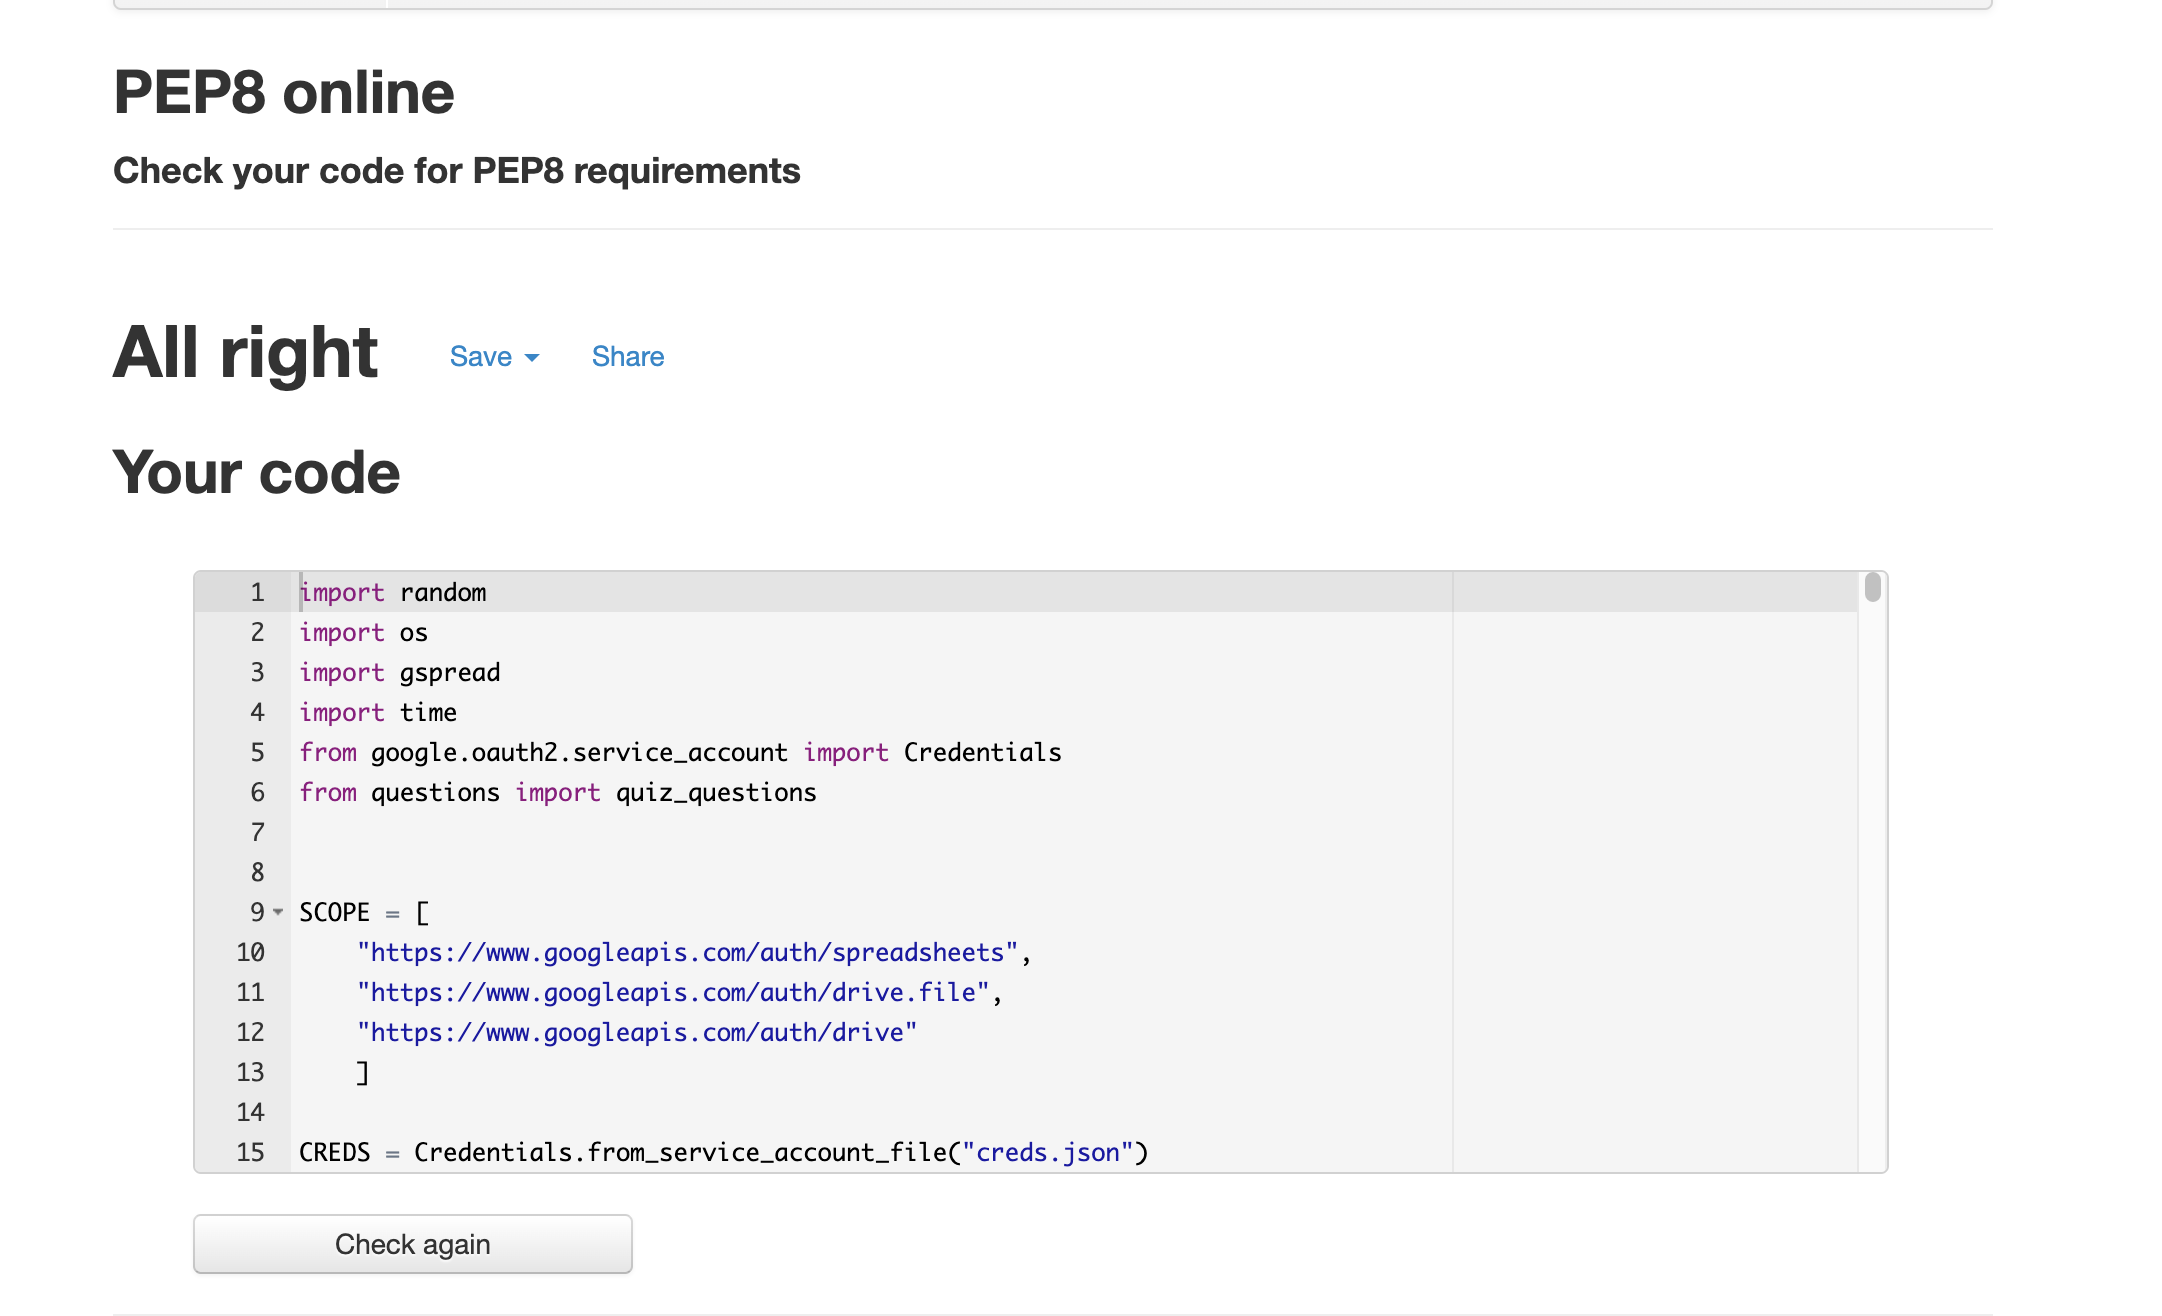 PEP8 online
Check your code for PEP8 requirements
All right Save Share
Your code
1 import random
2 import os
3 import gspread
4 import time
5 from google.oauth2.service_account import Credentials
6 from questions import quiz_questions
7
8
9 SCOPE = [
10     "https://www.googleapis.com/auth/spreadsheets",
11     "https://www.googleapis.com/auth/drive.file",
12     "https://www.googleapis.com/auth/drive"
13     ]
14
15 CREDS = Credentials.from_service_account_file("creds.json")
Check again